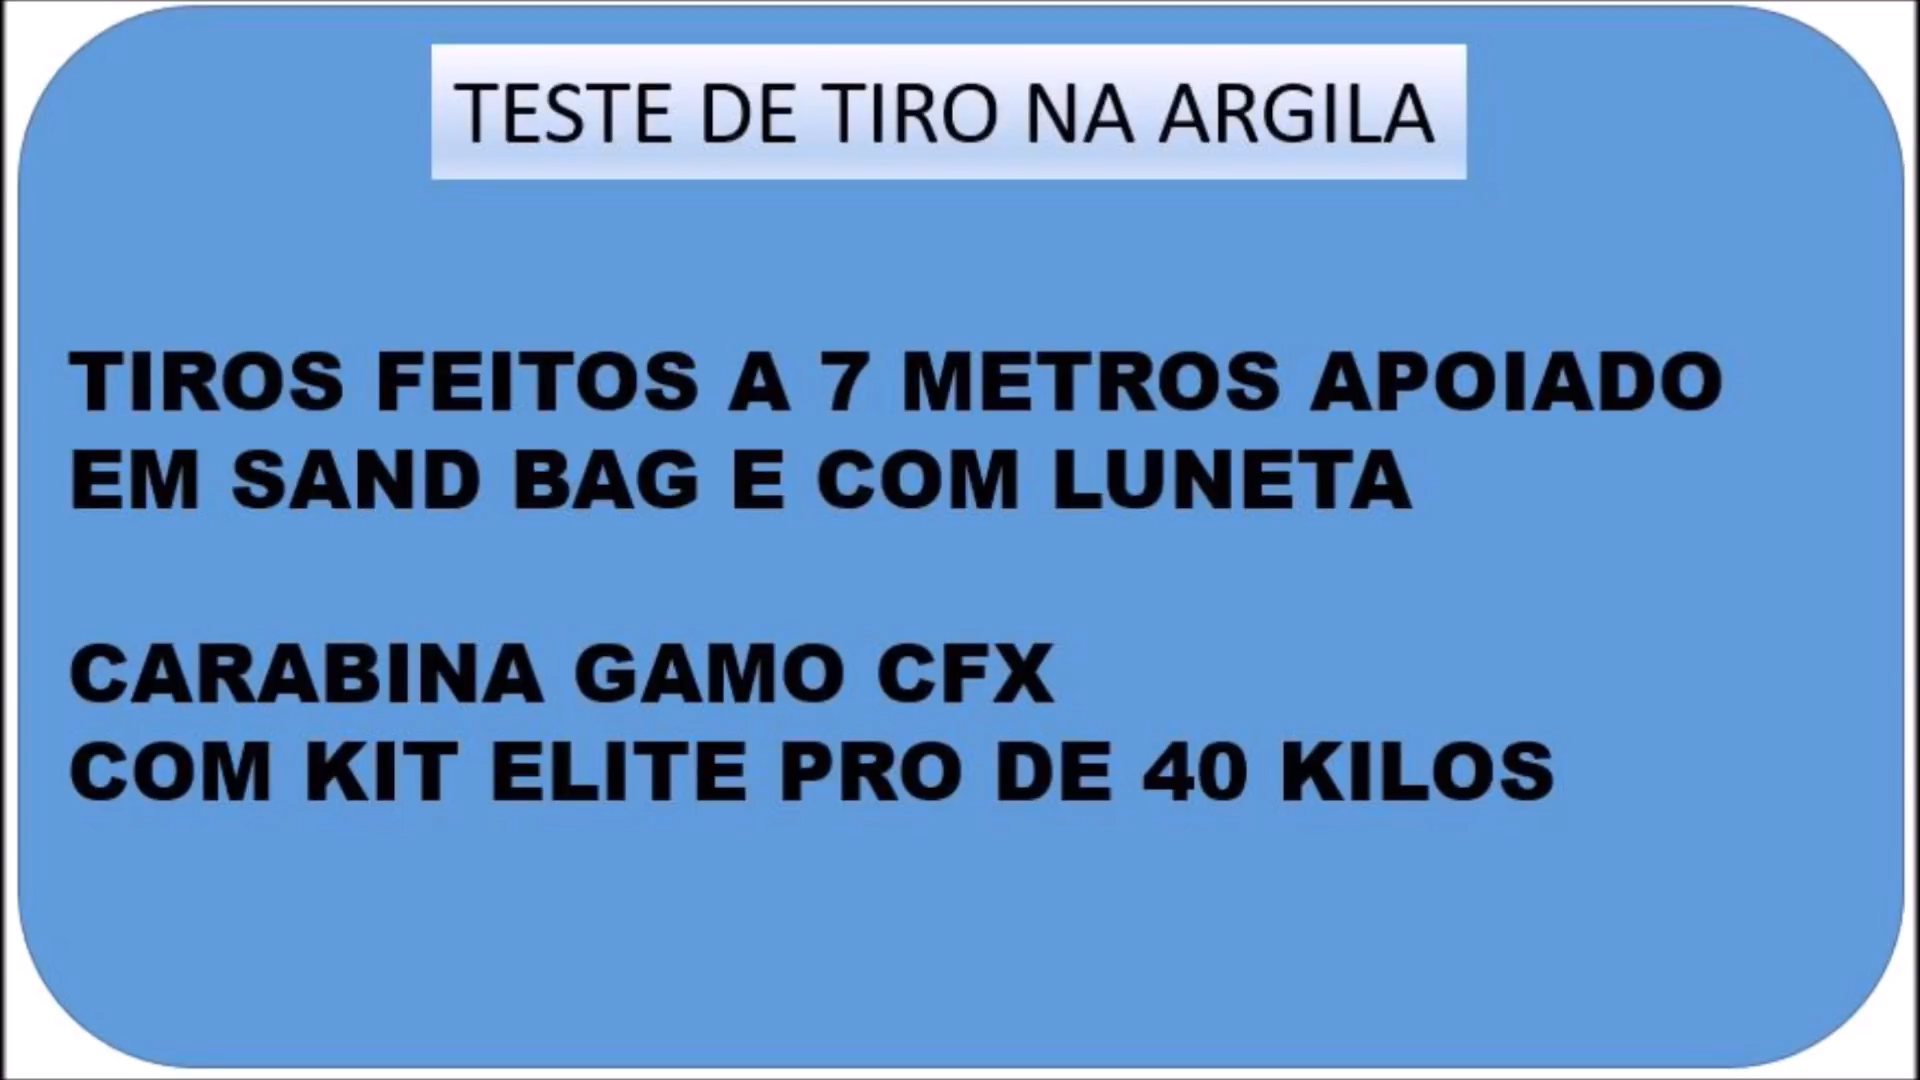 TESTE DE TIRO NA ARGILA
TIROS FEITOS A 7 METROS APOIADO
EM SAND BAG E COM LUNETA
CARABINA GAMO CFX
COM KIT ELITE PRO DE 40 KILOS